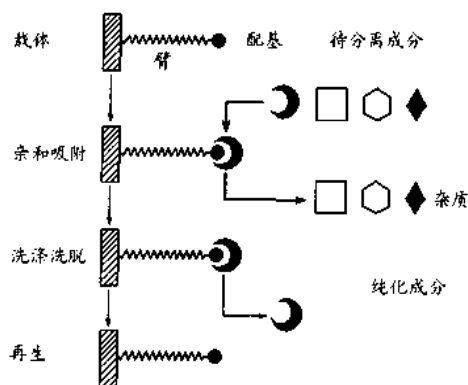 载体 配基 待分离成分
臂
亲和吸附
杂质
洗涤洗脱
纯化成分
再生